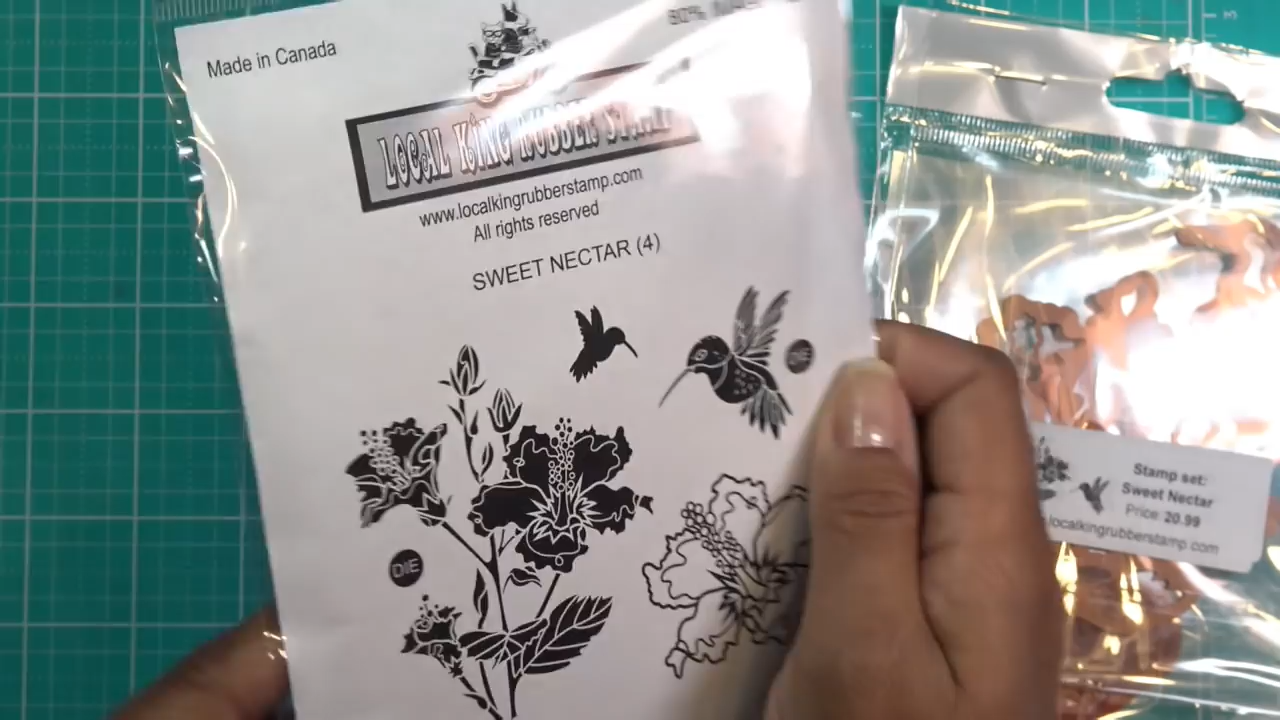 Made in Canada
LOCAL KING RUBBER STAMP
www.localkingrubberstamp.com
All rights reserved
SWEET NECTAR (4)
DIE
DIE
Stamp set:
Sweet Nectar
Price: 20.99
localkingrubberstamp.com